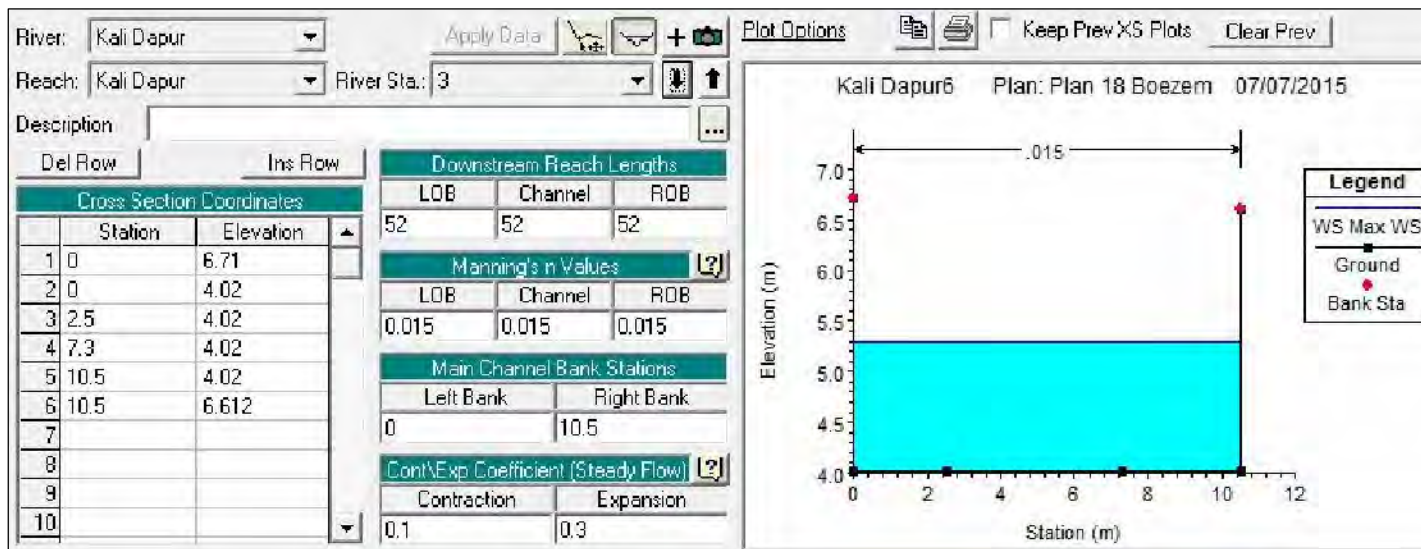 River: Kali Dapur Apply Data +
Reach: Kali Dapur River Sta.: 3
Description ...
Del Row Ins Row
Cross Section Coordinates
Station Elevation
1 0 6.71
2 0 4.02
3 2.5 4.02
4 7.3 4.02
5 10.5 4.02
6 10.5 6.612
7
8
9
10
Downstream Reach Lengths
LOB Channel ROB
52 52 52
Manning's n Values ?
LOB Channel ROB
0.015 0.015 0.015
Main Channel Bank Stations
Left Bank Right Bank
0 10.5
Cont\Exp Coefficient (Steady Flow) ?
Contraction Expansion
0.1 0.3
Plot Options Keep Prev XS Plots Clear Prev
Kali Dapur6 Plan: Plan 18 Boezem 07/07/2015
.015
7.0
6.5
6.0
5.5
5.0
4.5
4.0
0 2 4 6 8 10 12
Elevation (m)
Station (m)
Legend
WS Max WS
Ground
Bank Sta